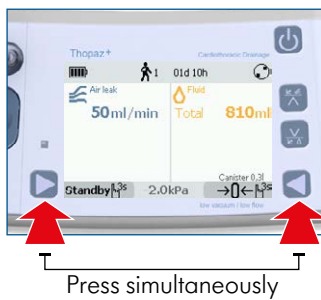 Thopaz+ Cardiothoracic Drainage
1 01d 10h
Air leak Fluid
50ml/min Total 810ml
Canister 0,3l
Standby 3s -2.0kPa →0← 3s
low vacuum / low flow
Press simultaneously